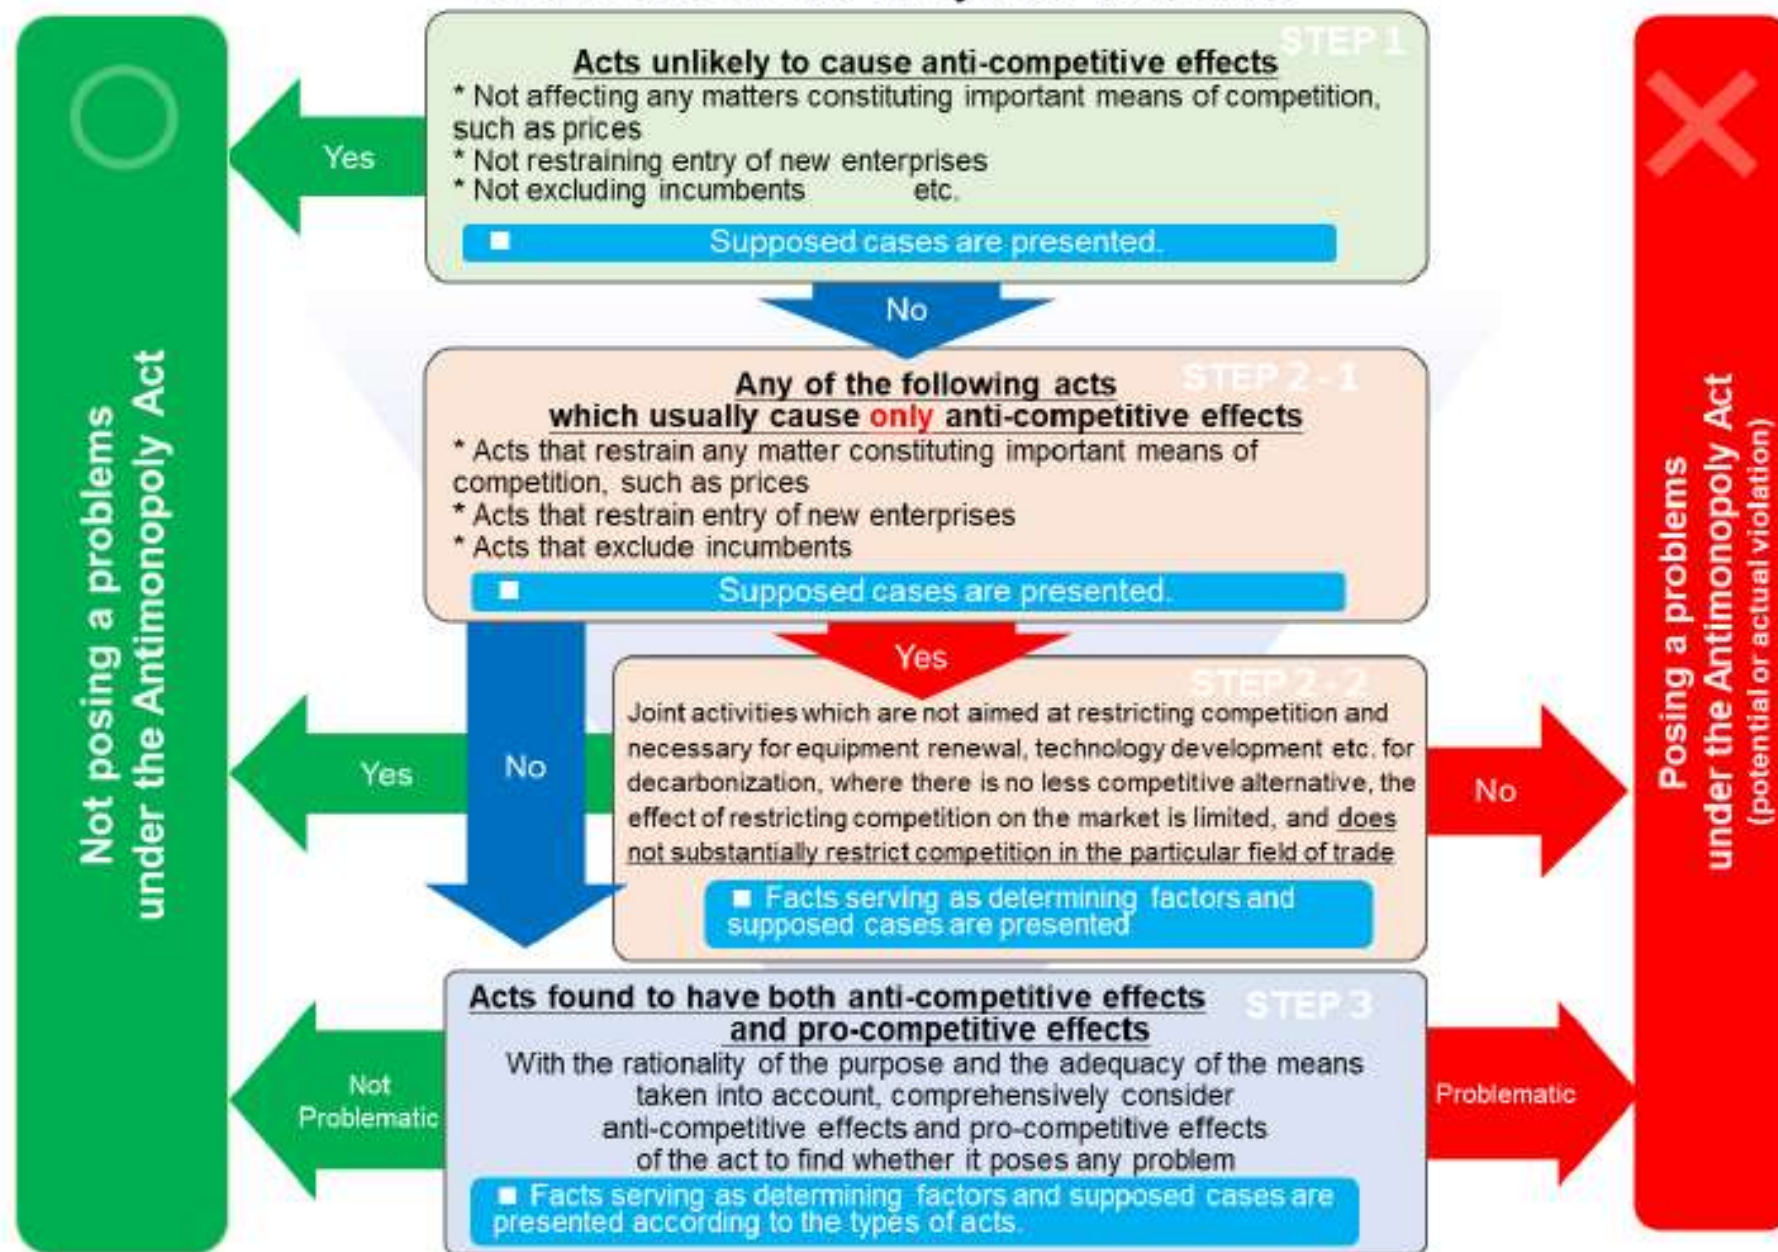 STEP 1
Acts unlikely to cause anti-competitive effects
* Not affecting any matters constituting important means of competition,
such as prices
* Not restraining entry of new enterprises
* Not excluding incumbents etc.
■ Supposed cases are presented.
Yes
No
STEP 2 - 1
Any of the following acts
which usually cause only anti-competitive effects
* Acts that restrain any matter constituting important means of
competition, such as prices
* Acts that restrain entry of new enterprises
* Acts that exclude incumbents
■ Supposed cases are presented.
Yes
No
STEP 2 - 2
Joint activities which are not aimed at restricting competition and
necessary for equipment renewal, technology development etc. for
decarbonization, where there is no less competitive alternative, the
effect of restricting competition on the market is limited, and does
not substantially restrict competition in the particular field of trade
■ Facts serving as determining factors and
supposed cases are presented
Yes
No
STEP 3
Acts found to have both anti-competitive effects
and pro-competitive effects
With the rationality of the purpose and the adequacy of the means
taken into account, comprehensively consider
anti-competitive effects and pro-competitive effects
of the act to find whether it poses any problem
■ Facts serving as determining factors and supposed cases are
presented according to the types of acts.
Not
Problematic
Problematic
Not posing a problems
under the Antimonopoly Act
Posing a problems
under the Antimonopoly Act
(potential or actual violation)